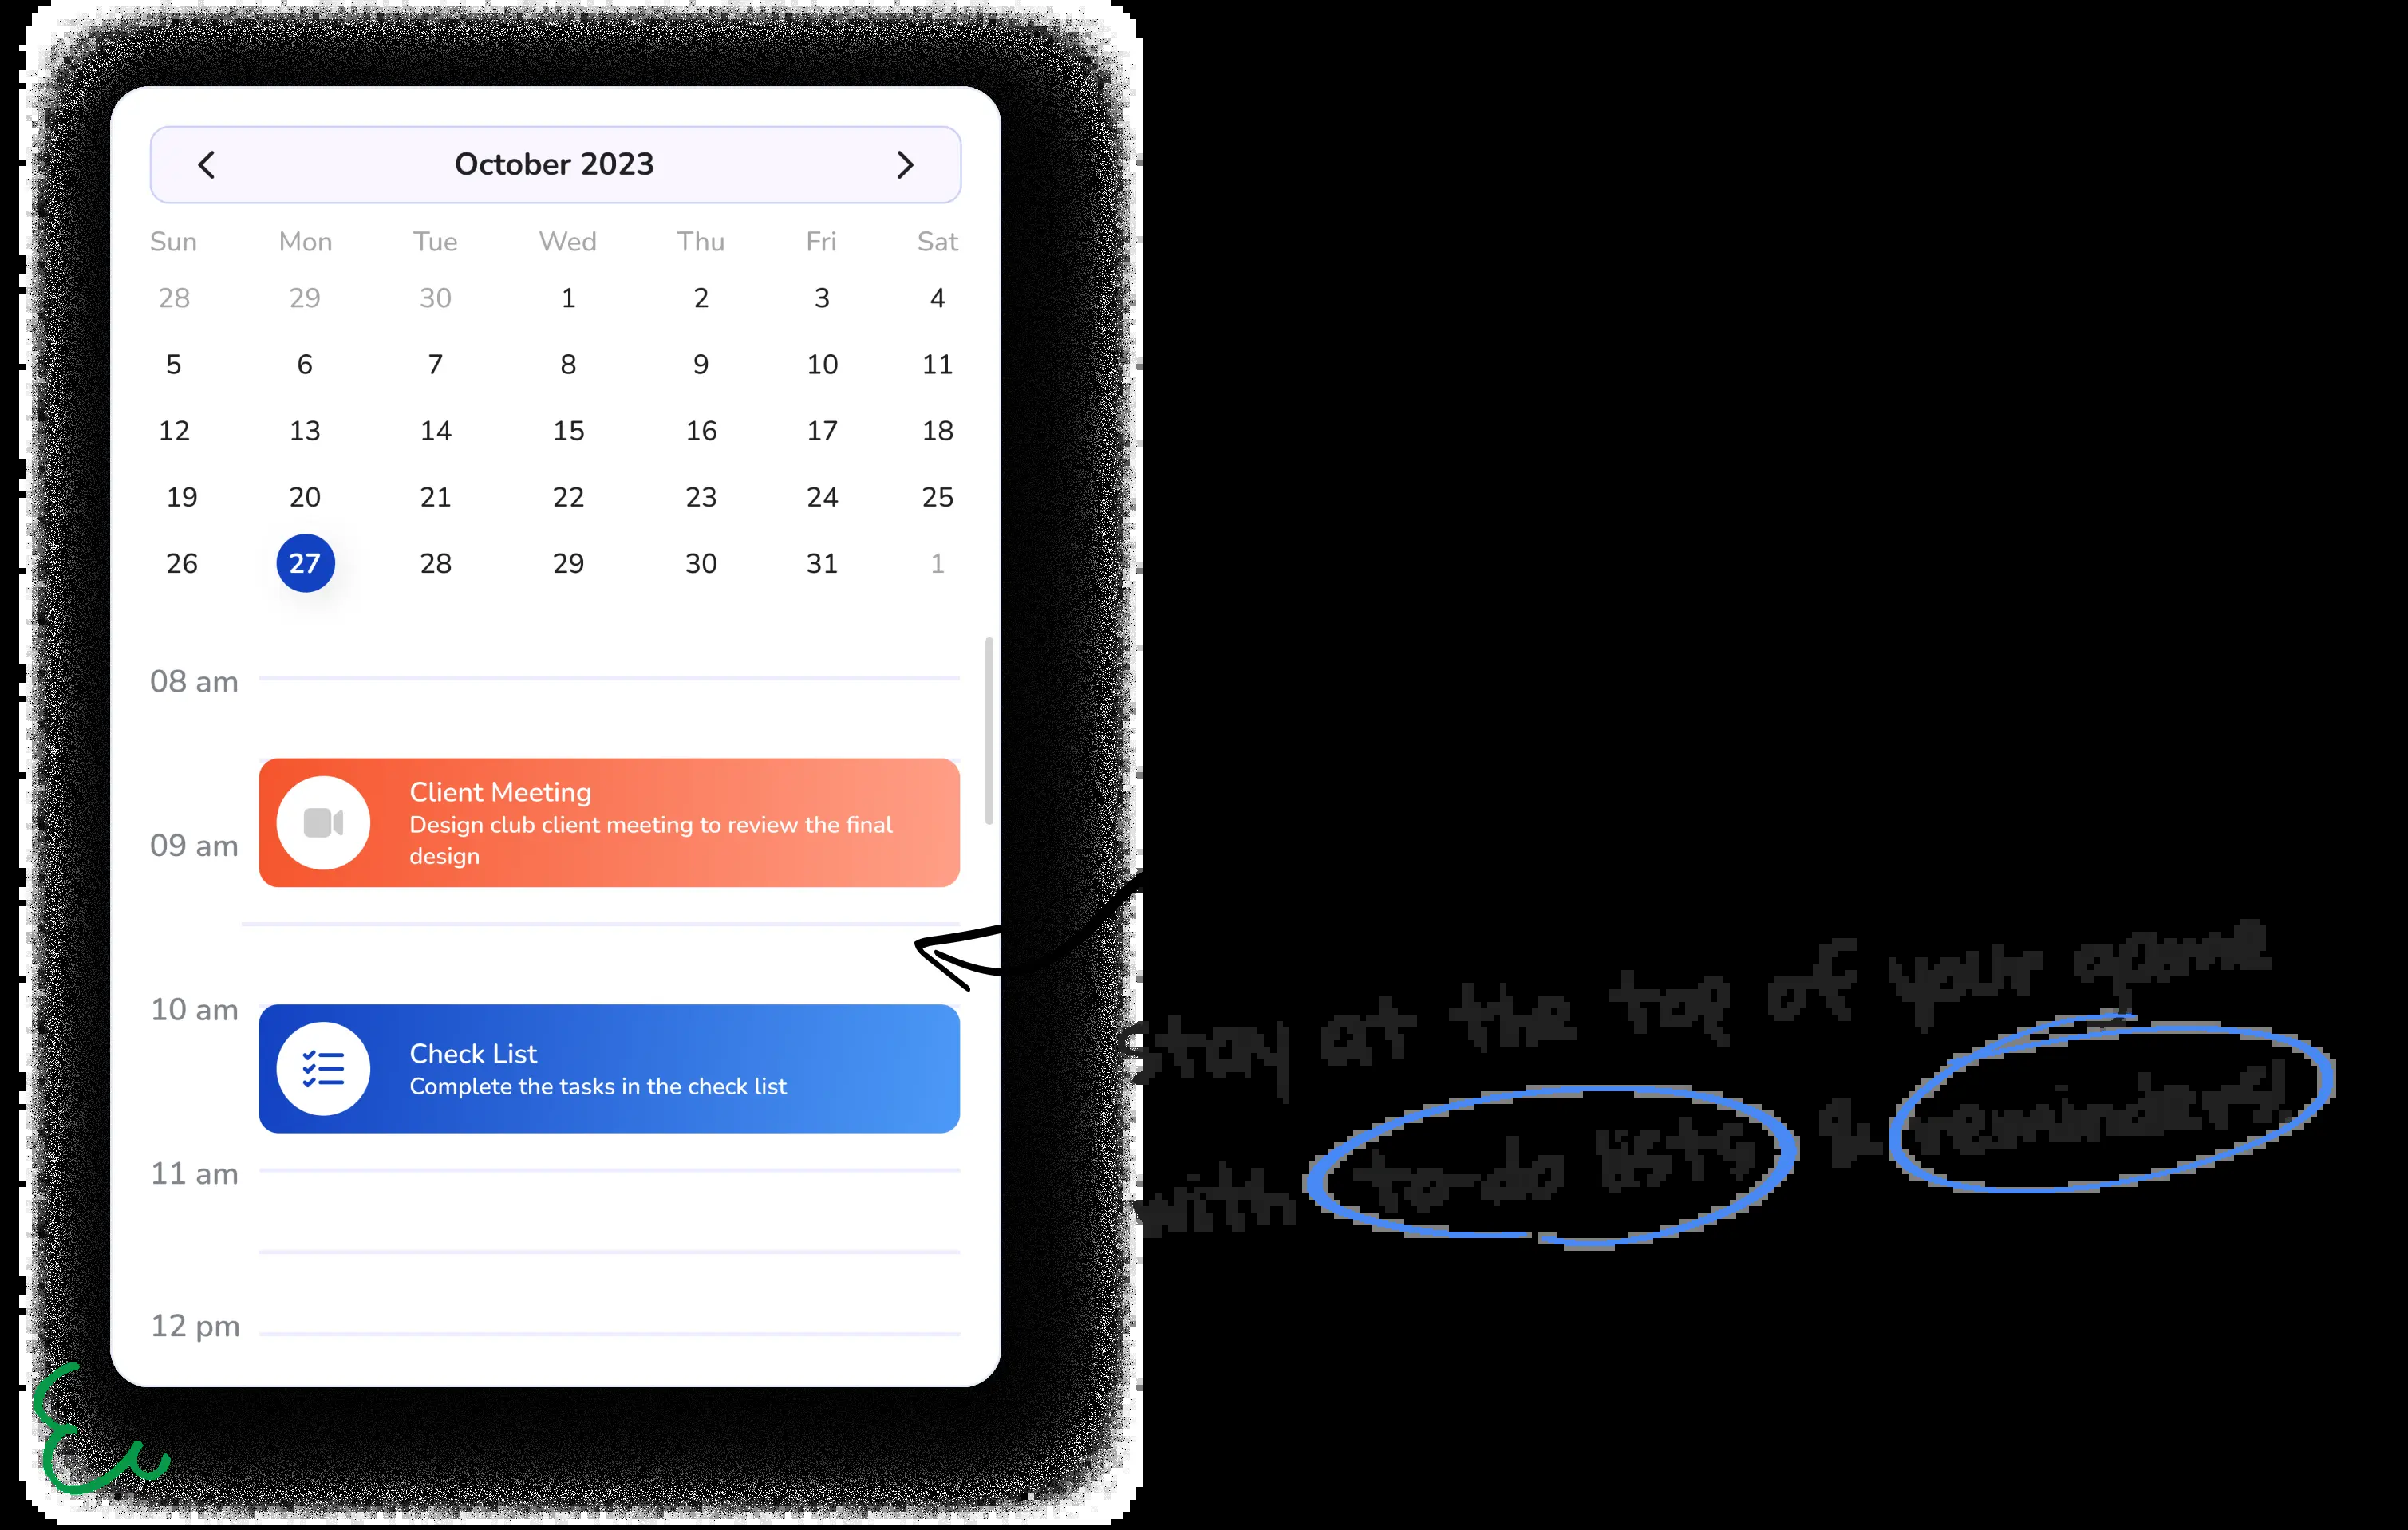 October 2023
Sun Mon Tue Wed Thu Fri Sat
28 29 30 1 2 3 4
5 6 7 8 9 10 11
12 13 14 15 16 17 18
19 20 21 22 23 24 25
26 27 28 29 30 31 1
08 am
Client Meeting
09 am
Design club client meeting to review the final
design
10 am
Check List
Complete the tasks in the check list
11 am
12 pm
stay at the top of your game
with to-do lists & reminders!